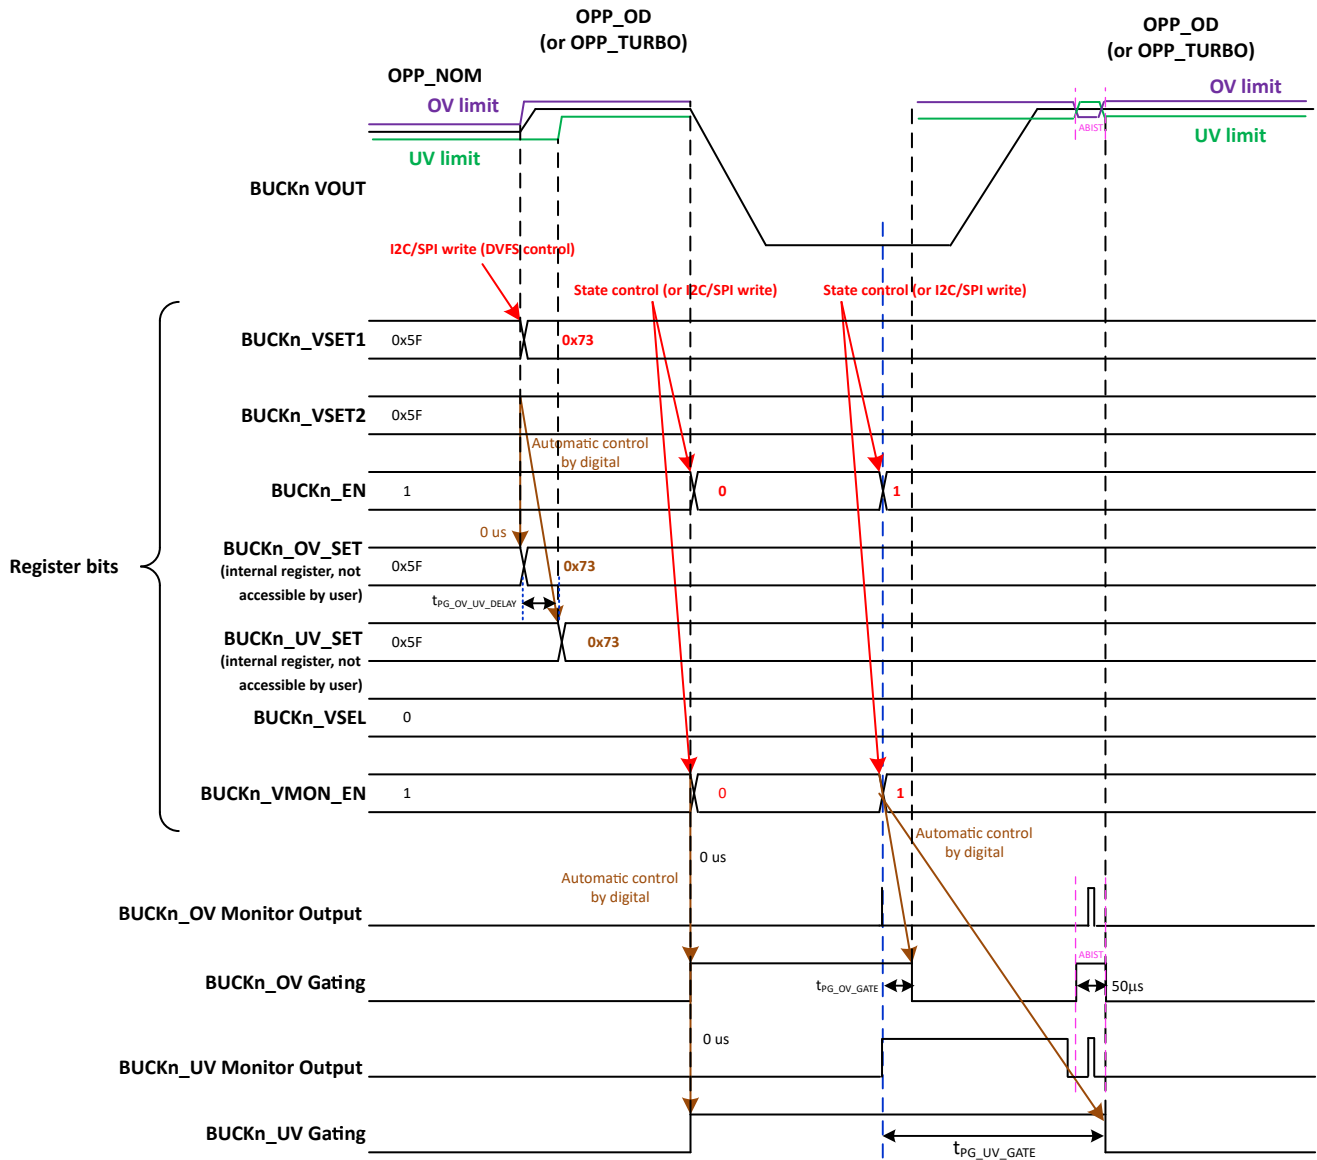 OPP_OD
(or OPP_TURBO)
OPP_OD
(or OPP_TURBO)
OPP_NOM
OV limit
OV limit
ABIST
UV limit
UV limit
BUCKn VOUT
I2C/SPI write (DVFS control)
State control (or I2C/SPI write)
State control (or I2C/SPI write)
BUCKn_VSET1
0x5F
0x73
BUCKn_VSET2
0x5F
Automatic control
by digital
BUCKn_EN
1
0
1
0 us
BUCKn_OV_SET
(internal register, not
accessible by user)
0x5F
0x73
Register bits
tPG_OV_UV_DELAY
BUCKn_UV_SET
(internal register, not
accessible by user)
0x5F
0x73
BUCKn_VSEL
0
BUCKn_VMON_EN
1
0
1
Automatic control
by digital
0 us
Automatic control
by digital
BUCKn_OV Monitor Output
ABIST
BUCKn_OV Gating
tPG_OV_GATE
50µs
0 us
BUCKn_UV Monitor Output
BUCKn_UV Gating
tPG_UV_GATE